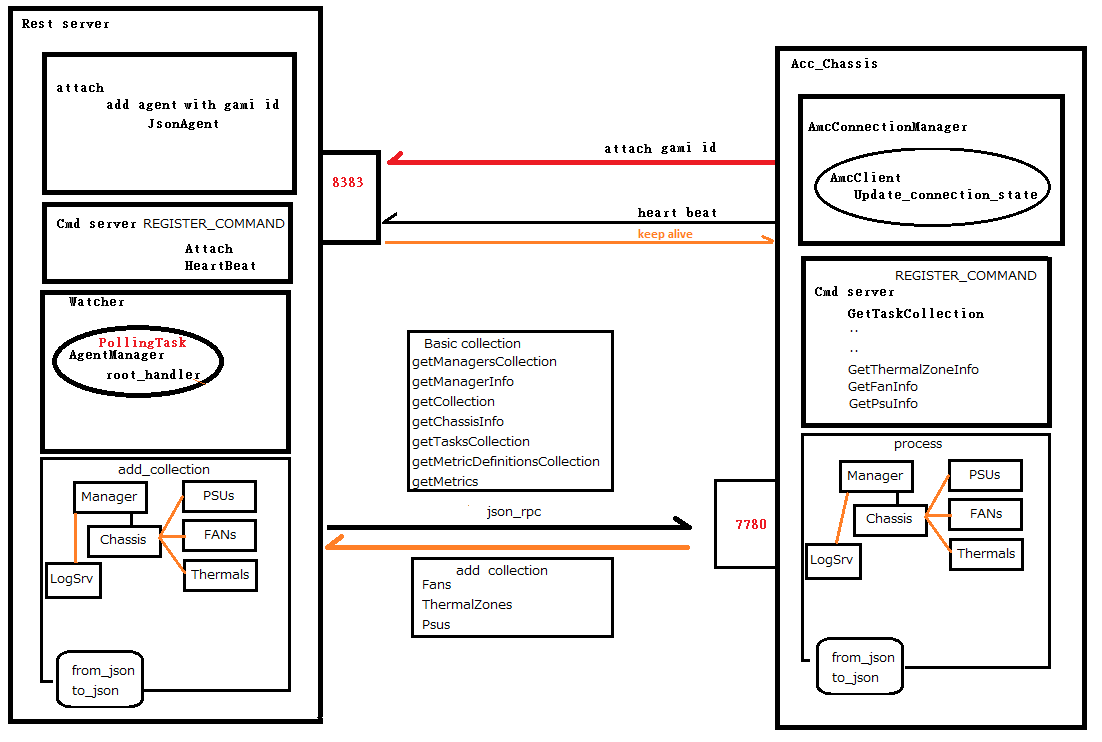 Rest server
attach
add agent with gami id
JsonAgent
Cmd server REGISTER_COMMAND
Attach
HeartBeat
Watcher
PollingTask
AgentManager
root_handler
add_collection
Manager
PSUs
Chassis
FANs
LogSrv
Thermals
from_json
to_json
8383
attach gami id
heart beat
keep alive
Basic collection
getManagersCollection
getManagerInfo
getCollection
getChassisInfo
getTasksCollection
getMetricDefinitionsCollection
getMetrics
json_rpc
add collection
Fans
ThermalZones
Psus
7780
Acc_Chassis
AmcConnectionManager
AmcClient
Update_connection_state
REGISTER_COMMAND
Cmd server
GetTaskCollection
..
..
GetThermalZoneInfo
GetFanInfo
GetPsuInfo
process
Manager
PSUs
Chassis
FANs
LogSrv
Thermals
from_json
to_json